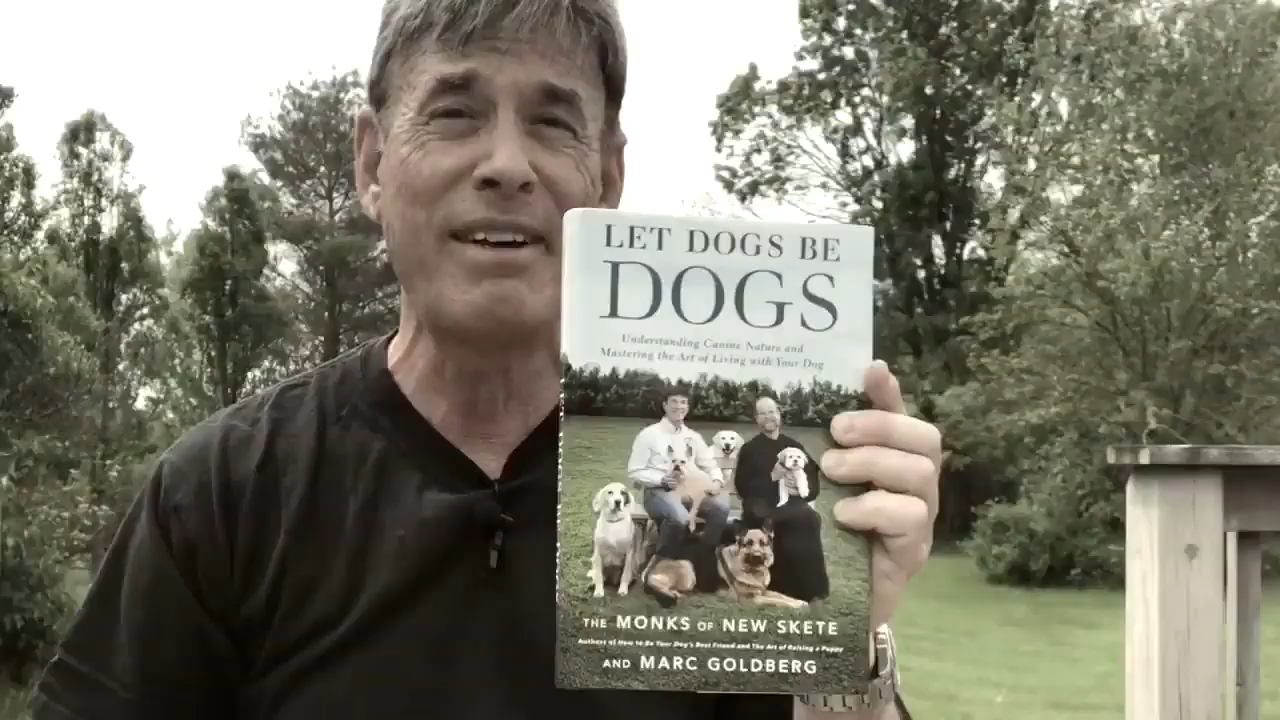 LET DOGS BE
DOGS
Understanding Canine Nature and
Mastering the Art of Living with Your Dog
THE MONKS OF NEW SKETE
Authors of How to Be Your Dog's Best Friend and The Art of Raising a Puppy
AND MARC GOLDBERG